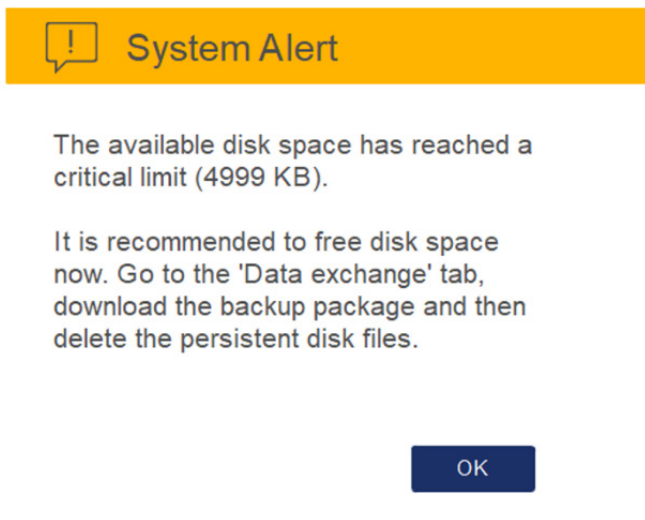 System Alert
The available disk space has reached a
critical limit (4999 KB).
It is recommended to free disk space
now. Go to the 'Data exchange' tab,
download the backup package and then
delete the persistent disk files.
OK